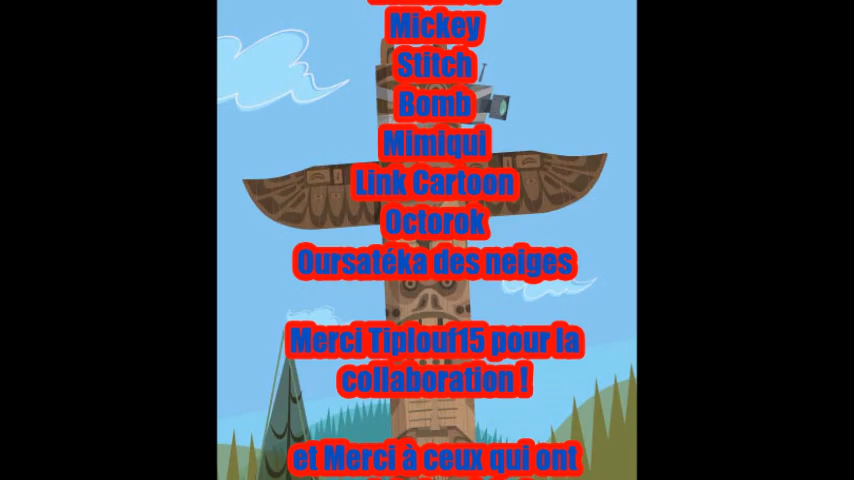 Mickey
Stitch
Bomb
Mimiqui
Link Cartoon
Octorok
Oursatéka des neiges
Merci Tiplouf15 pour la
collaboration !
et Merci à ceux qui ont